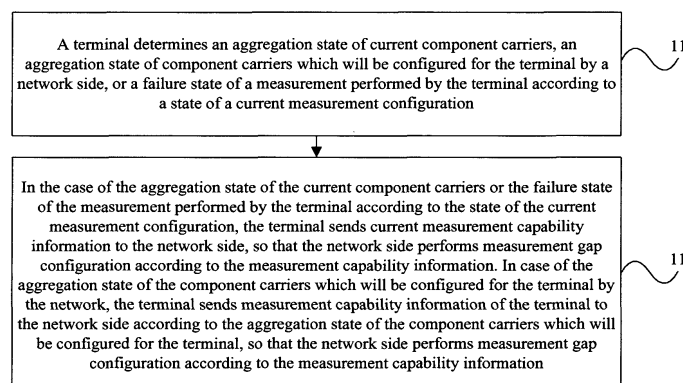 A terminal determines an aggregation state of current component carriers, an
aggregation state of component carriers which will be configured for the terminal by a
network side, or a failure state of a measurement performed by the terminal according to
a state of a current measurement configuration
11
In the case of the aggregation state of the current component carriers or the failure state
of the measurement performed by the terminal according to the state of the current
measurement configuration, the terminal sends current measurement capability
information to the network side, so that the network side performs measurement gap
configuration according to the measurement capability information. In case of the
aggregation state of the component carriers which will be configured for the terminal by
the network, the terminal sends measurement capability information of the terminal to
the network side according to the aggregation state of the component carriers which will
be configured for the terminal, so that the network side performs measurement gap
configuration according to the measurement capability information
11